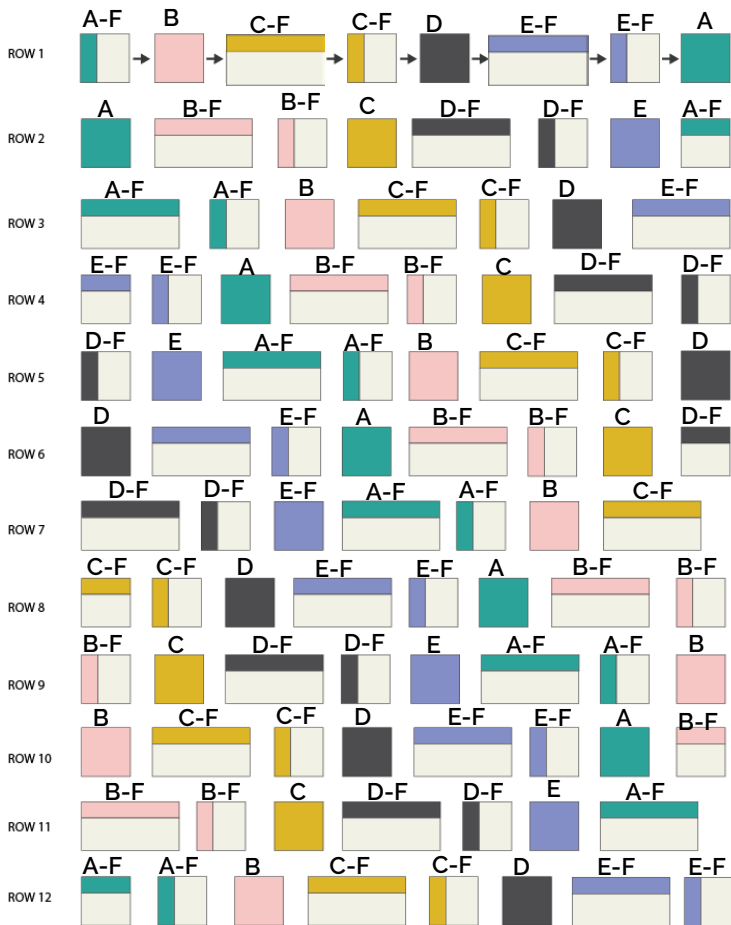 A-F B C-F C-F D E-F E-F A
ROW 1
A B-F B-F C D-F D-F E A-F
ROW 2
A-F A-F B C-F C-F D E-F
ROW 3
E-F E-F A B-F B-F C D-F D-F
ROW 4
D-F E A-F A-F B C-F C-F D
ROW 5
D E-F A B-F B-F C D-F
ROW 6
D-F D-F E-F A-F A-F B C-F
ROW 7
C-F C-F D E-F E-F A B-F B-F
ROW 8
B-F C D-F D-F E A-F A-F B
ROW 9
B C-F C-F D E-F E-F A B-F
ROW 10
B-F B-F C D-F D-F E A-F
ROW 11
A-F A-F B C-F C-F D E-F E-F
ROW 12